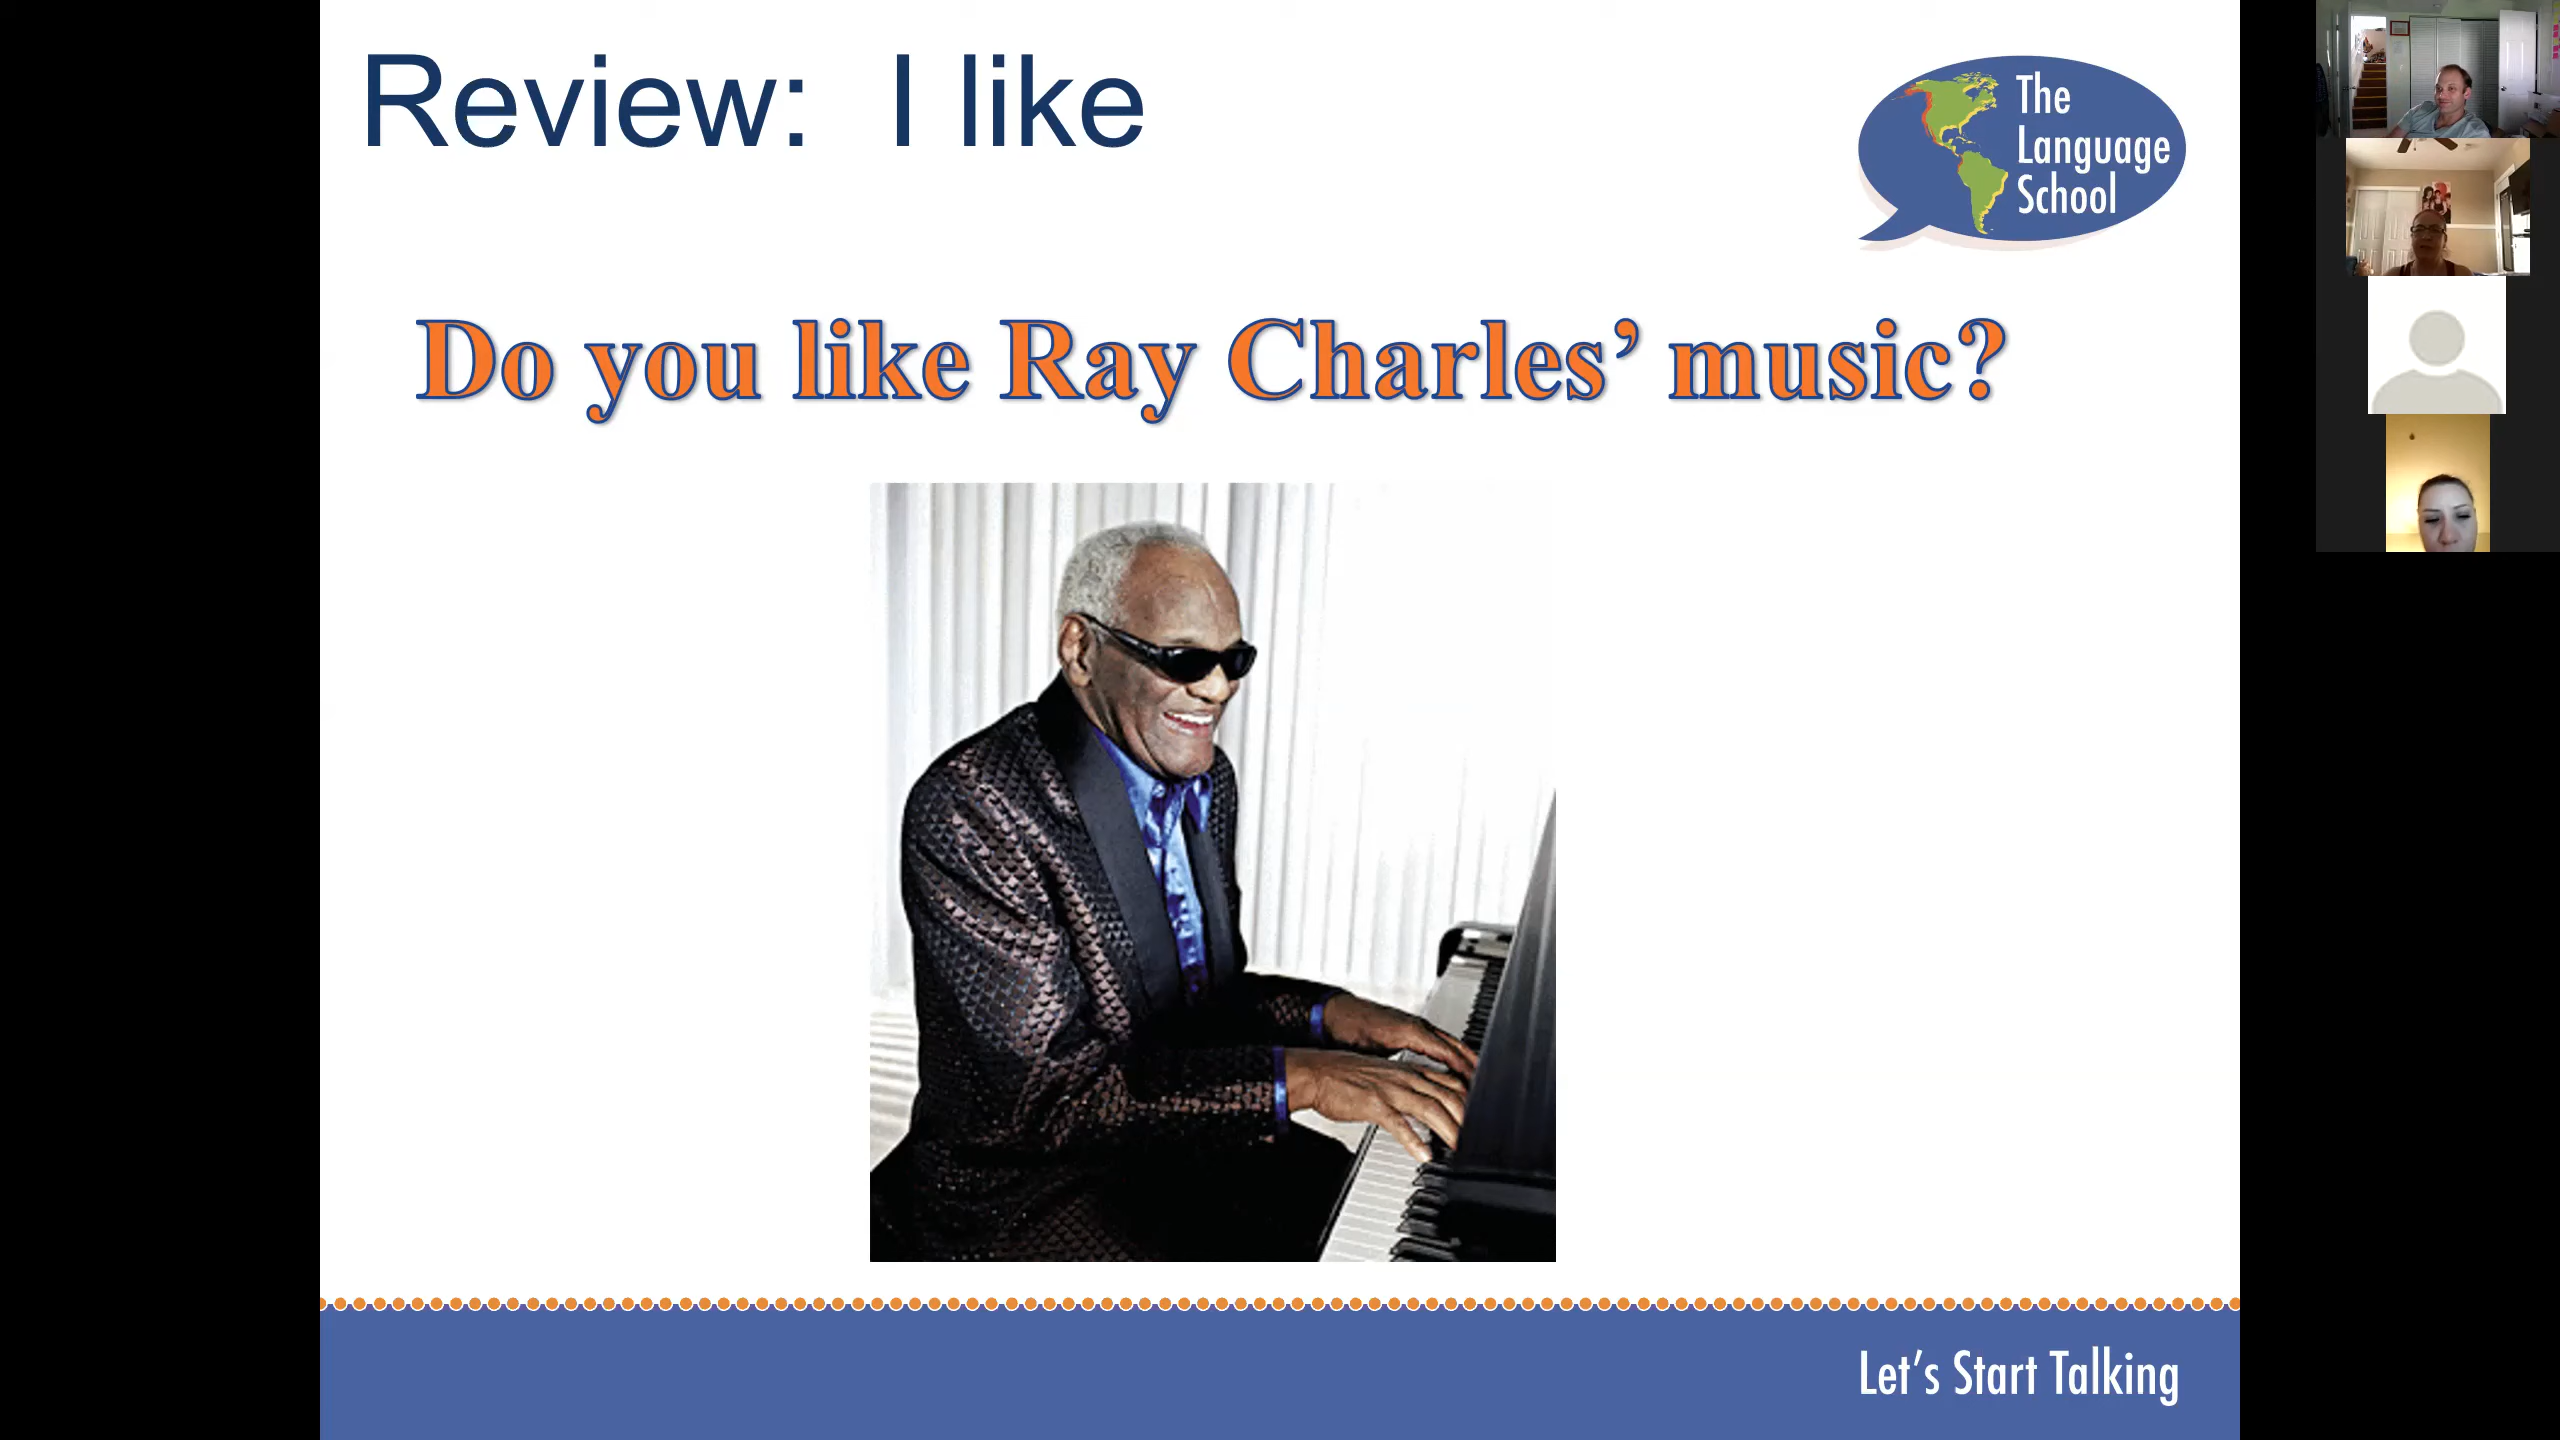 Review:  I like
The
Language
School
Do you like Ray Charles’ music?
Let’s Start Talking